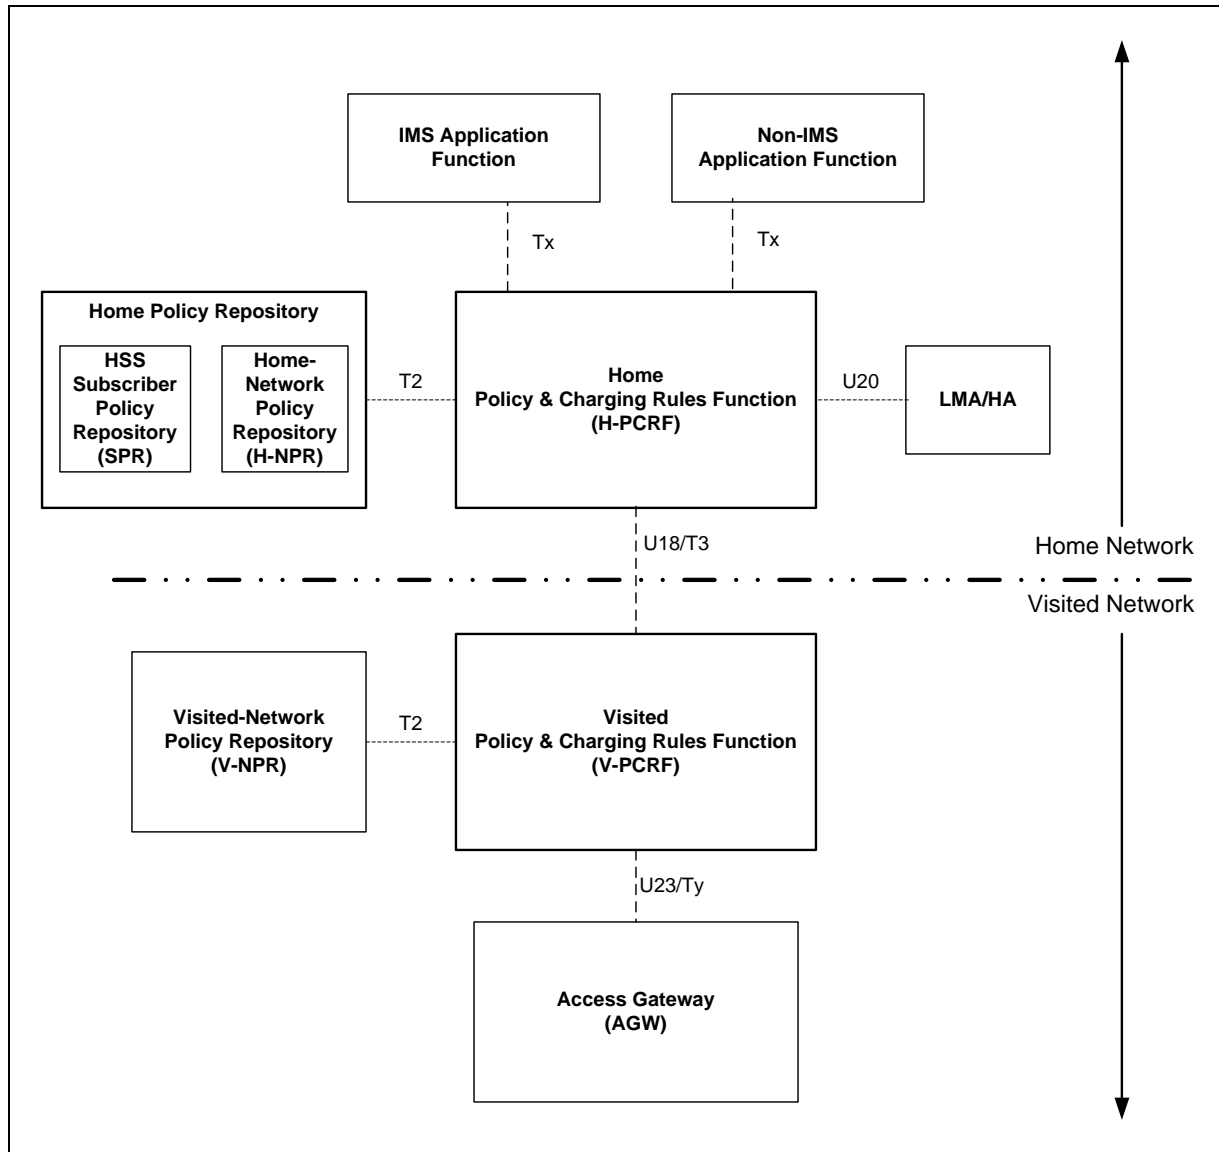 IMS Application
Function
Non-IMS
Application Function
Tx
Tx
Home Policy Repository
HSS
Subscriber
Policy
Repository
(SPR)
Home-
Network
Policy
Repository
(H-NPR)
T2
Home
Policy & Charging Rules Function
(H-PCRF)
U20
LMA/HA
U18/T3
Home Network
Visited Network
Visited-Network
Policy Repository
(V-NPR)
T2
Visited
Policy & Charging Rules Function
(V-PCRF)
U23/Ty
Access Gateway
(AGW)